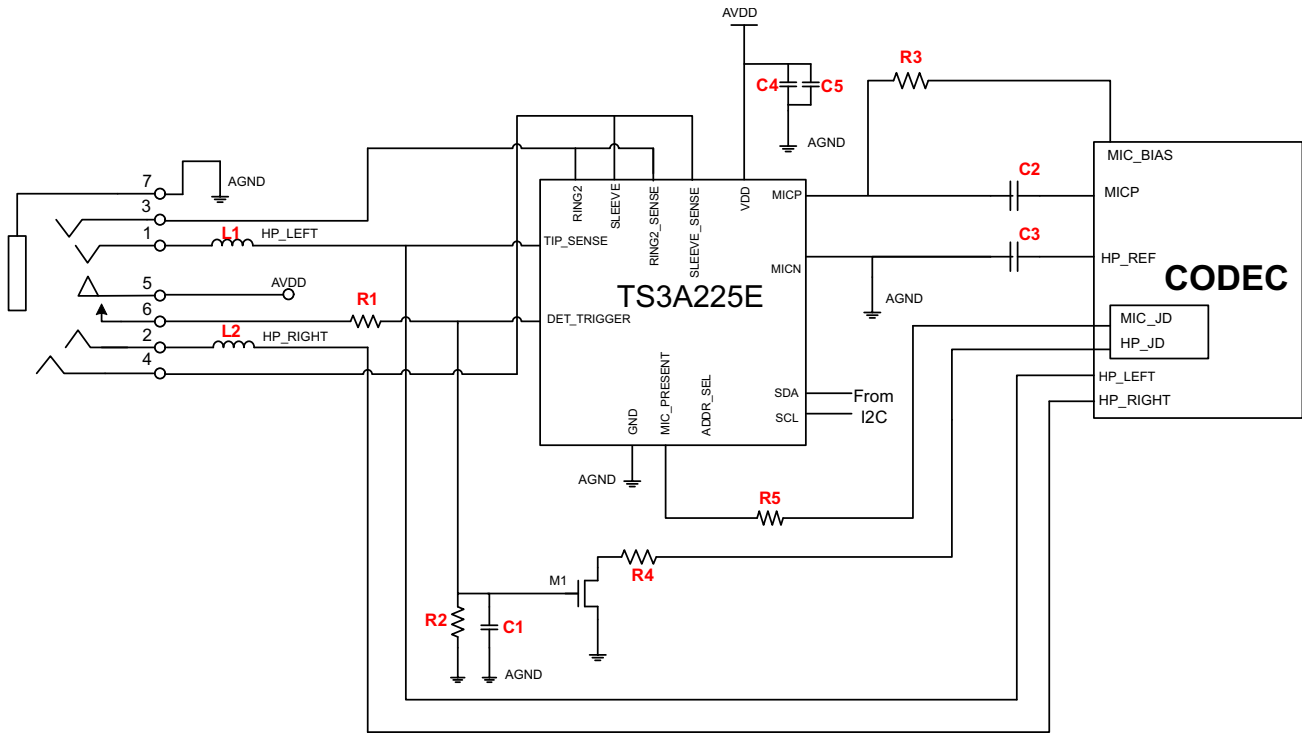 AVDD
R3
C4
C5
AGND
MIC_BIAS
C2
MICP
MICP
7
AGND
3
RING2
SLEEVE
RING2_SENSE
SLEEVE_SENSE
VDD
1
L1
HP_LEFT
TIP_SENSE
C3
HP_REF
MICN
CODEC
5
AVDD
R1
TS3A225E
AGND
6
DET_TRIGGER
MIC_JD
L2
HP_RIGHT
2
HP_JD
4
HP_LEFT
GND
MIC_PRESENT
ADDR_SEL
SDA
SCL
From
I2C
HP_RIGHT
AGND
R5
M1
R4
R2
C1
AGND